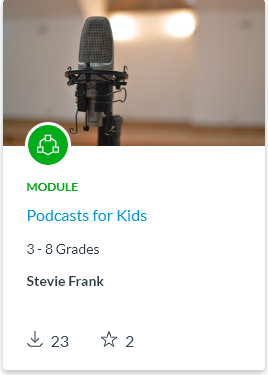 MODULE
Podcasts for Kids
3 - 8 Grades
Stevie Frank
23 2